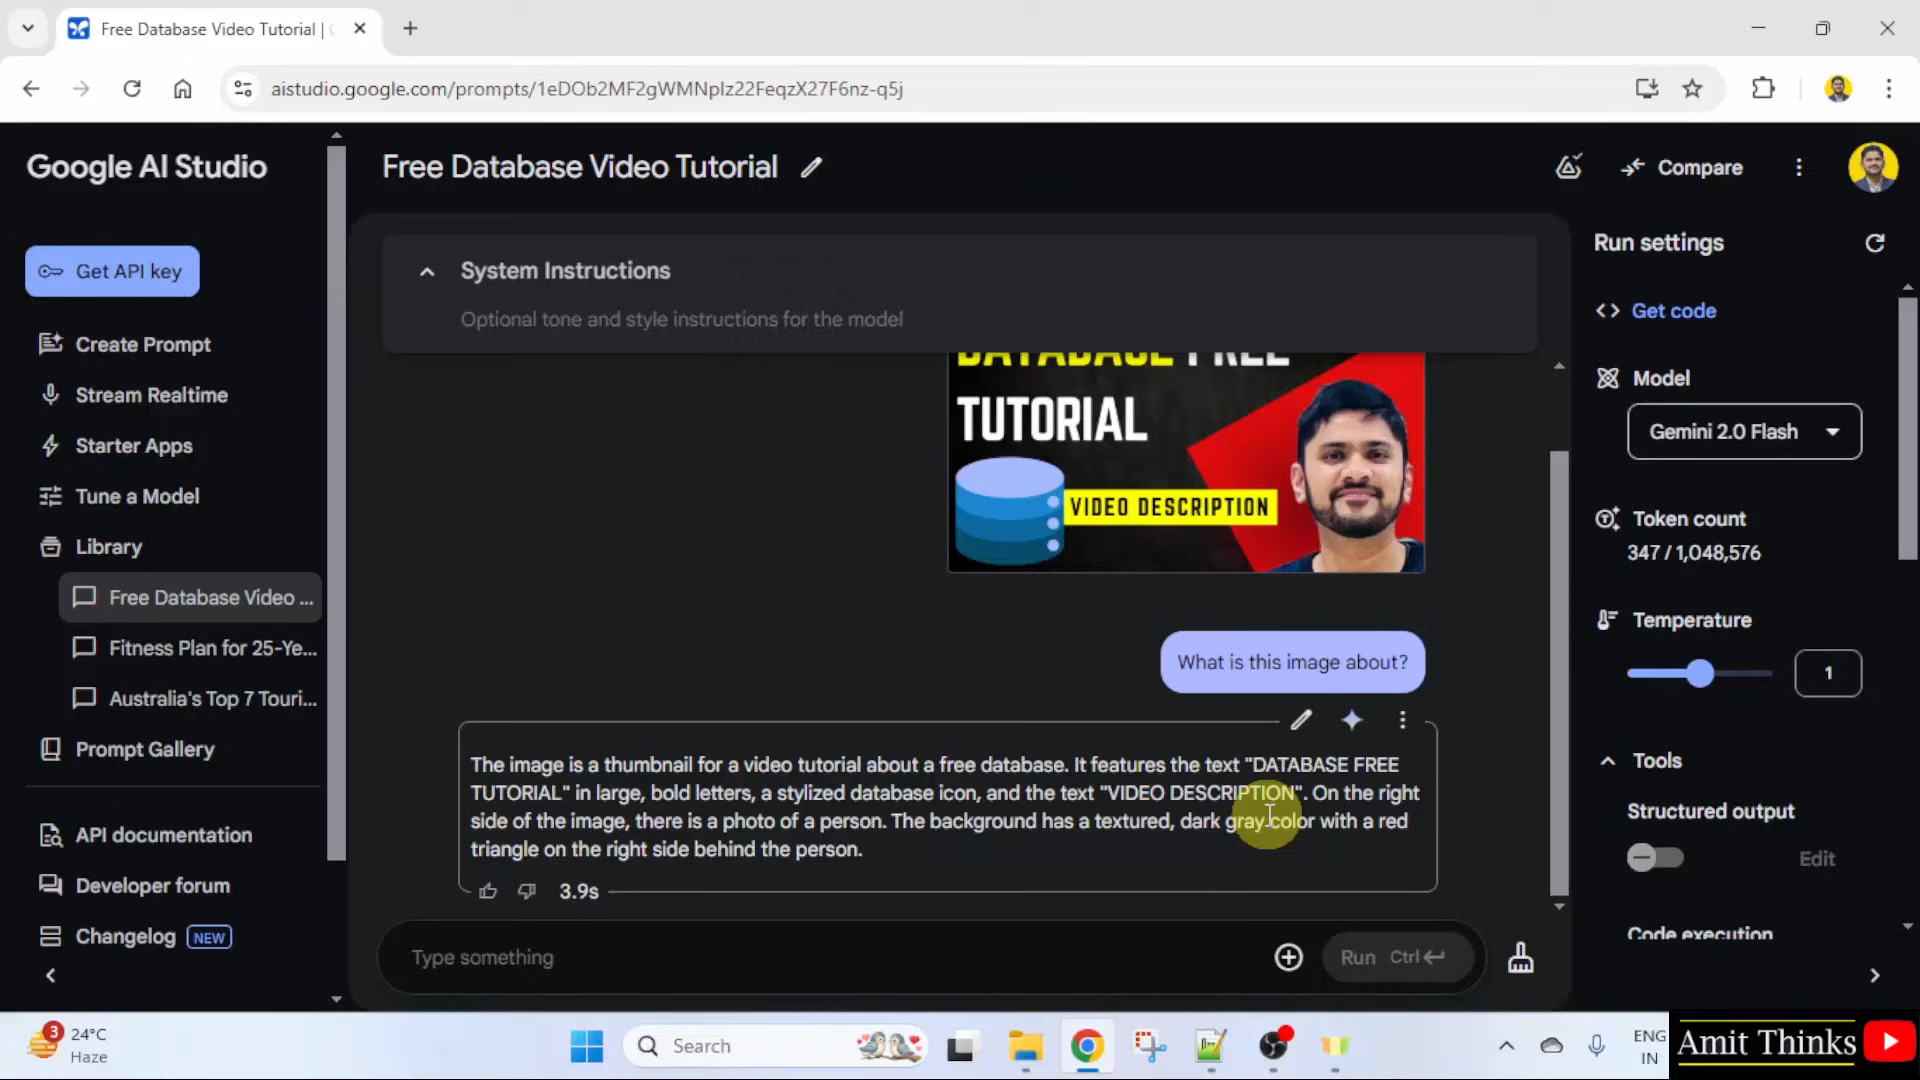 Free Database Video Tutorial |
aistudio.google.com/prompts/1eDOb2MF2gWMNpIz22FeqzX27F6nz-q5j
Google AI Studio
Free Database Video Tutorial
Compare
Get API key
System Instructions
Optional tone and style instructions for the model
Run settings
Get code
Create Prompt
Stream Realtime
Starter Apps
Tune a Model
Library
Free Database Video ...
Fitness Plan for 25-Ye...
Australia's Top 7 Touri...
Prompt Gallery
API documentation
Developer forum
Changelog NEW
DATABASE FREE
TUTORIAL
VIDEO DESCRIPTION
What is this image about?
The image is a thumbnail for a video tutorial about a free database. It features the text "DATABASE FREE
TUTORIAL" in large, bold letters, a stylized database icon, and the text "VIDEO DESCRIPTION". On the right
side of the image, there is a photo of a person. The background has a textured, dark gray color with a red
triangle on the right side behind the person.
3.9s
Type something
Run Ctrl
Model
Gemini 2.0 Flash
Token count
347 / 1,048,576
Temperature
1
Tools
Structured output
Edit
Code execution
3
24°C
Haze
Search
ENG
IN
Amit Thinks